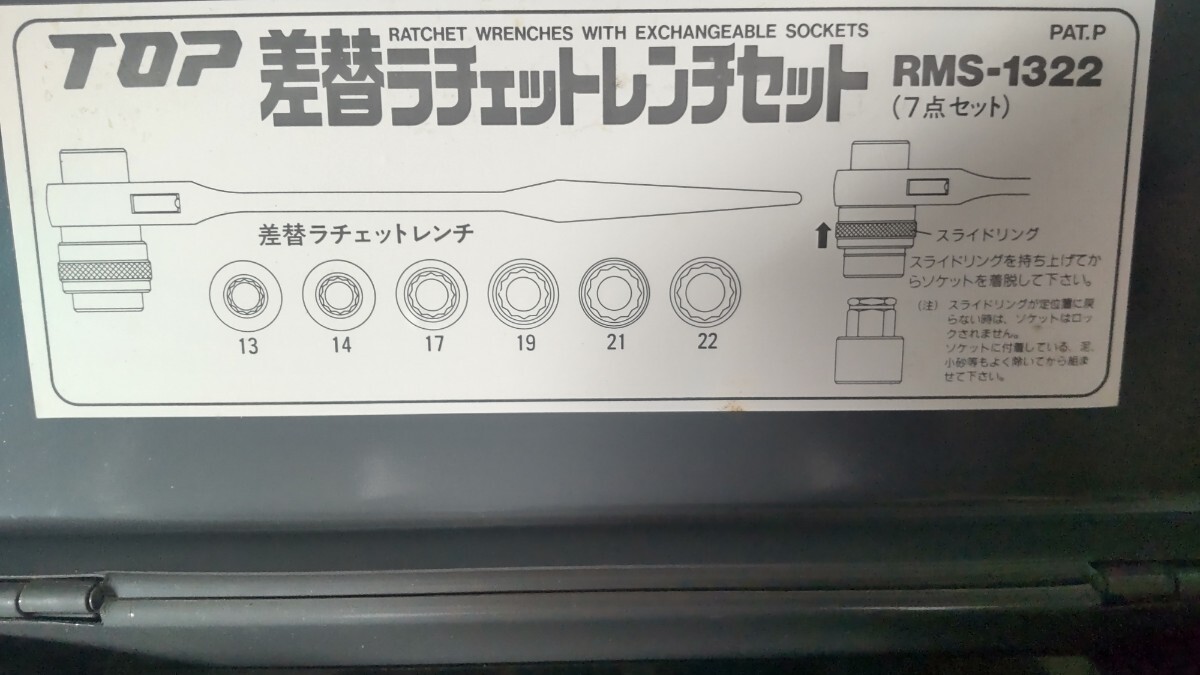 TOP
RATCHET WRENCHES WITH EXCHANGEABLE SOCKETS
差替ラチェットレンチセット
PAT.P
RMS-1322
(7点セット)
差替ラチェットレンチ
13 14 17 19 21 22
スライドリング
スライドリングを持ち上げてか
らソケットを着脱して下さい。
(注) スライドリングが定位置に戻
らない時は、ソケットはロッ
クされません。
ソケットに付着している、泥、
小砂等もよく除いてから組ま
せて下さい。